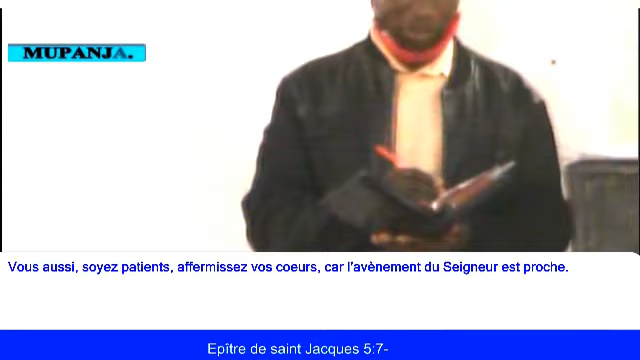 MUPANJA.
Vous aussi, soyez patients, affermissez vos coeurs, car l'avènement du Seigneur est proche.
Epître de saint Jacques 5:7-